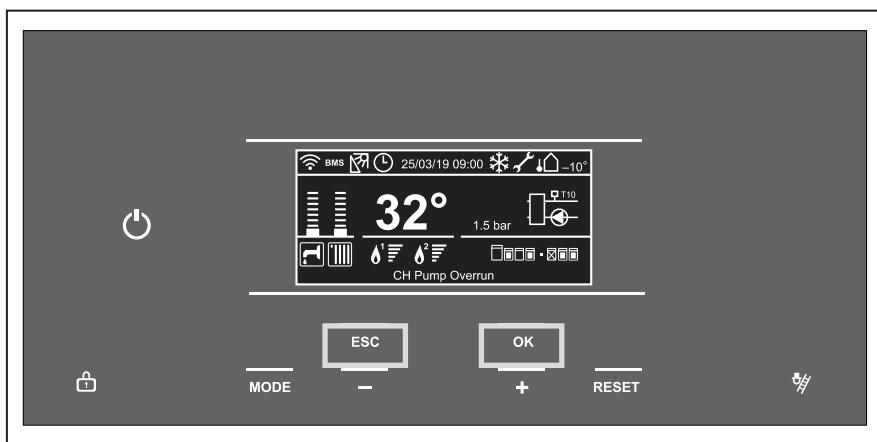 BMS 25/03/19 09:00 –10°
T10
32° 1.5 bar
1 2
CH Pump Overrun
ESC OK
MODE – + RESET